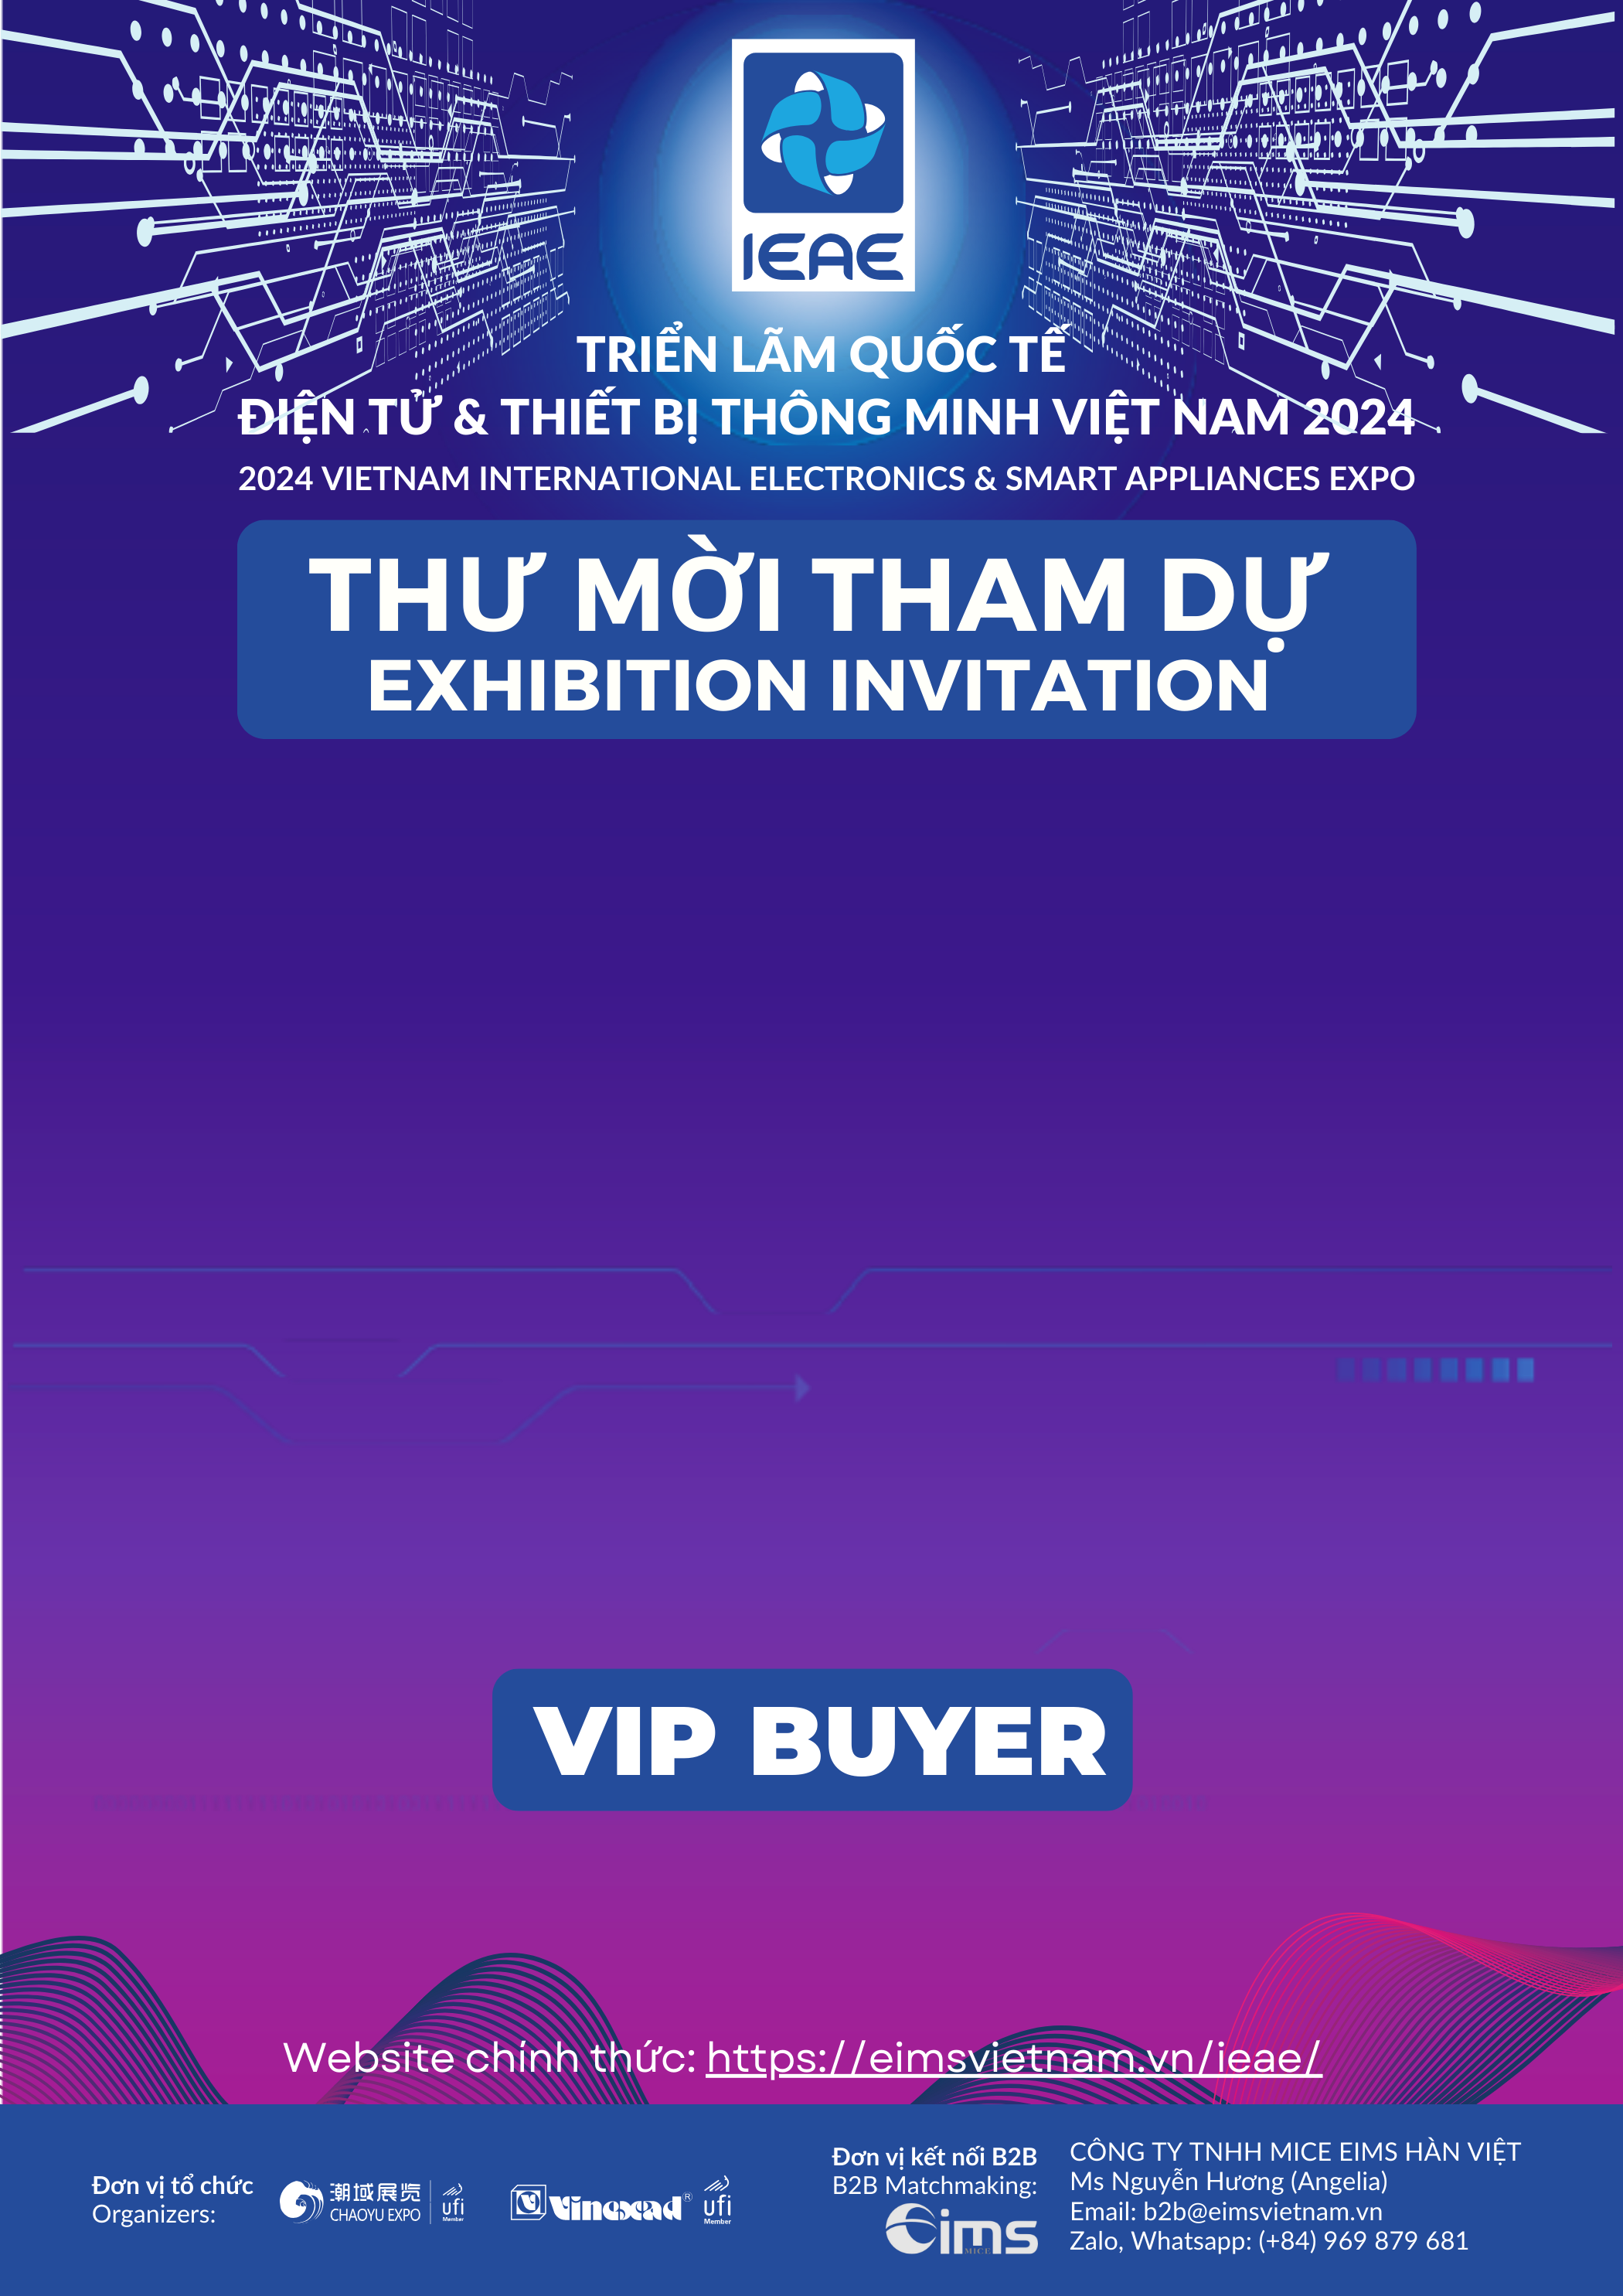 IEAE
TRIỂN LÃM QUỐC TẾ
ĐIỆN TỬ & THIẾT BỊ THÔNG MINH VIỆT NAM 2024
2024 VIETNAM INTERNATIONAL ELECTRONICS & SMART APPLIANCES EXPO
THƯ MỜI THAM DỰ
EXHIBITION INVITATION
VIP BUYER
Website chính thức: https://eimsvietnam.vn/ieae/
Đơn vị tổ chức
Organizers:
潮域展览
CHAOYU EXPO
ufi
Member
Vinexad®
ufi
Member
Đơn vị kết nối B2B
B2B Matchmaking:
eims
MICE
CÔNG TY TNHH MICE EIMS HÀN VIỆT
Ms Nguyễn Hương (Angelia)
Email: b2b@eimsvietnam.vn
Zalo, Whatsapp: (+84) 969 879 681